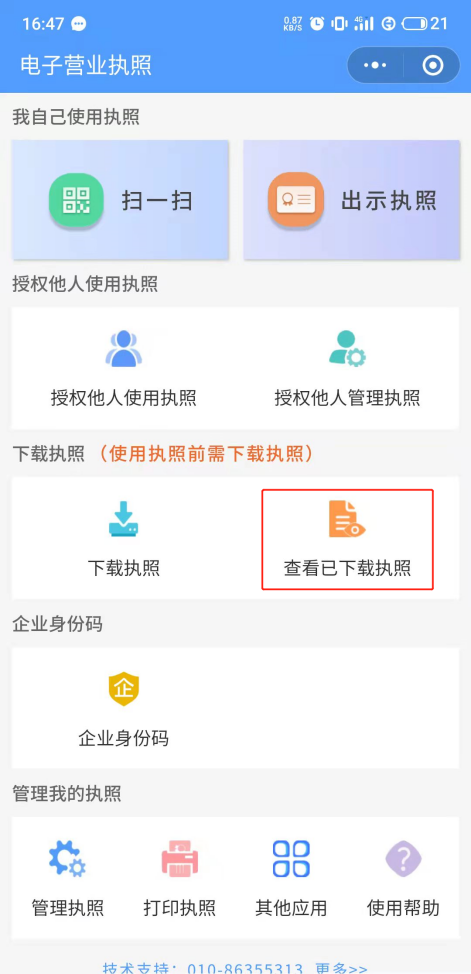 16:47 0.87 KB/S 4G 21
电子营业执照
我自己使用执照
扫一扫 出示执照
授权他人使用执照
授权他人使用执照 授权他人管理执照
下载执照（使用执照前需下载执照）
下载执照 查看已下载执照
企业身份码
企
企业身份码
管理我的执照
管理执照 打印执照 其他应用 使用帮助
技术支持：010-86355313 更多>>